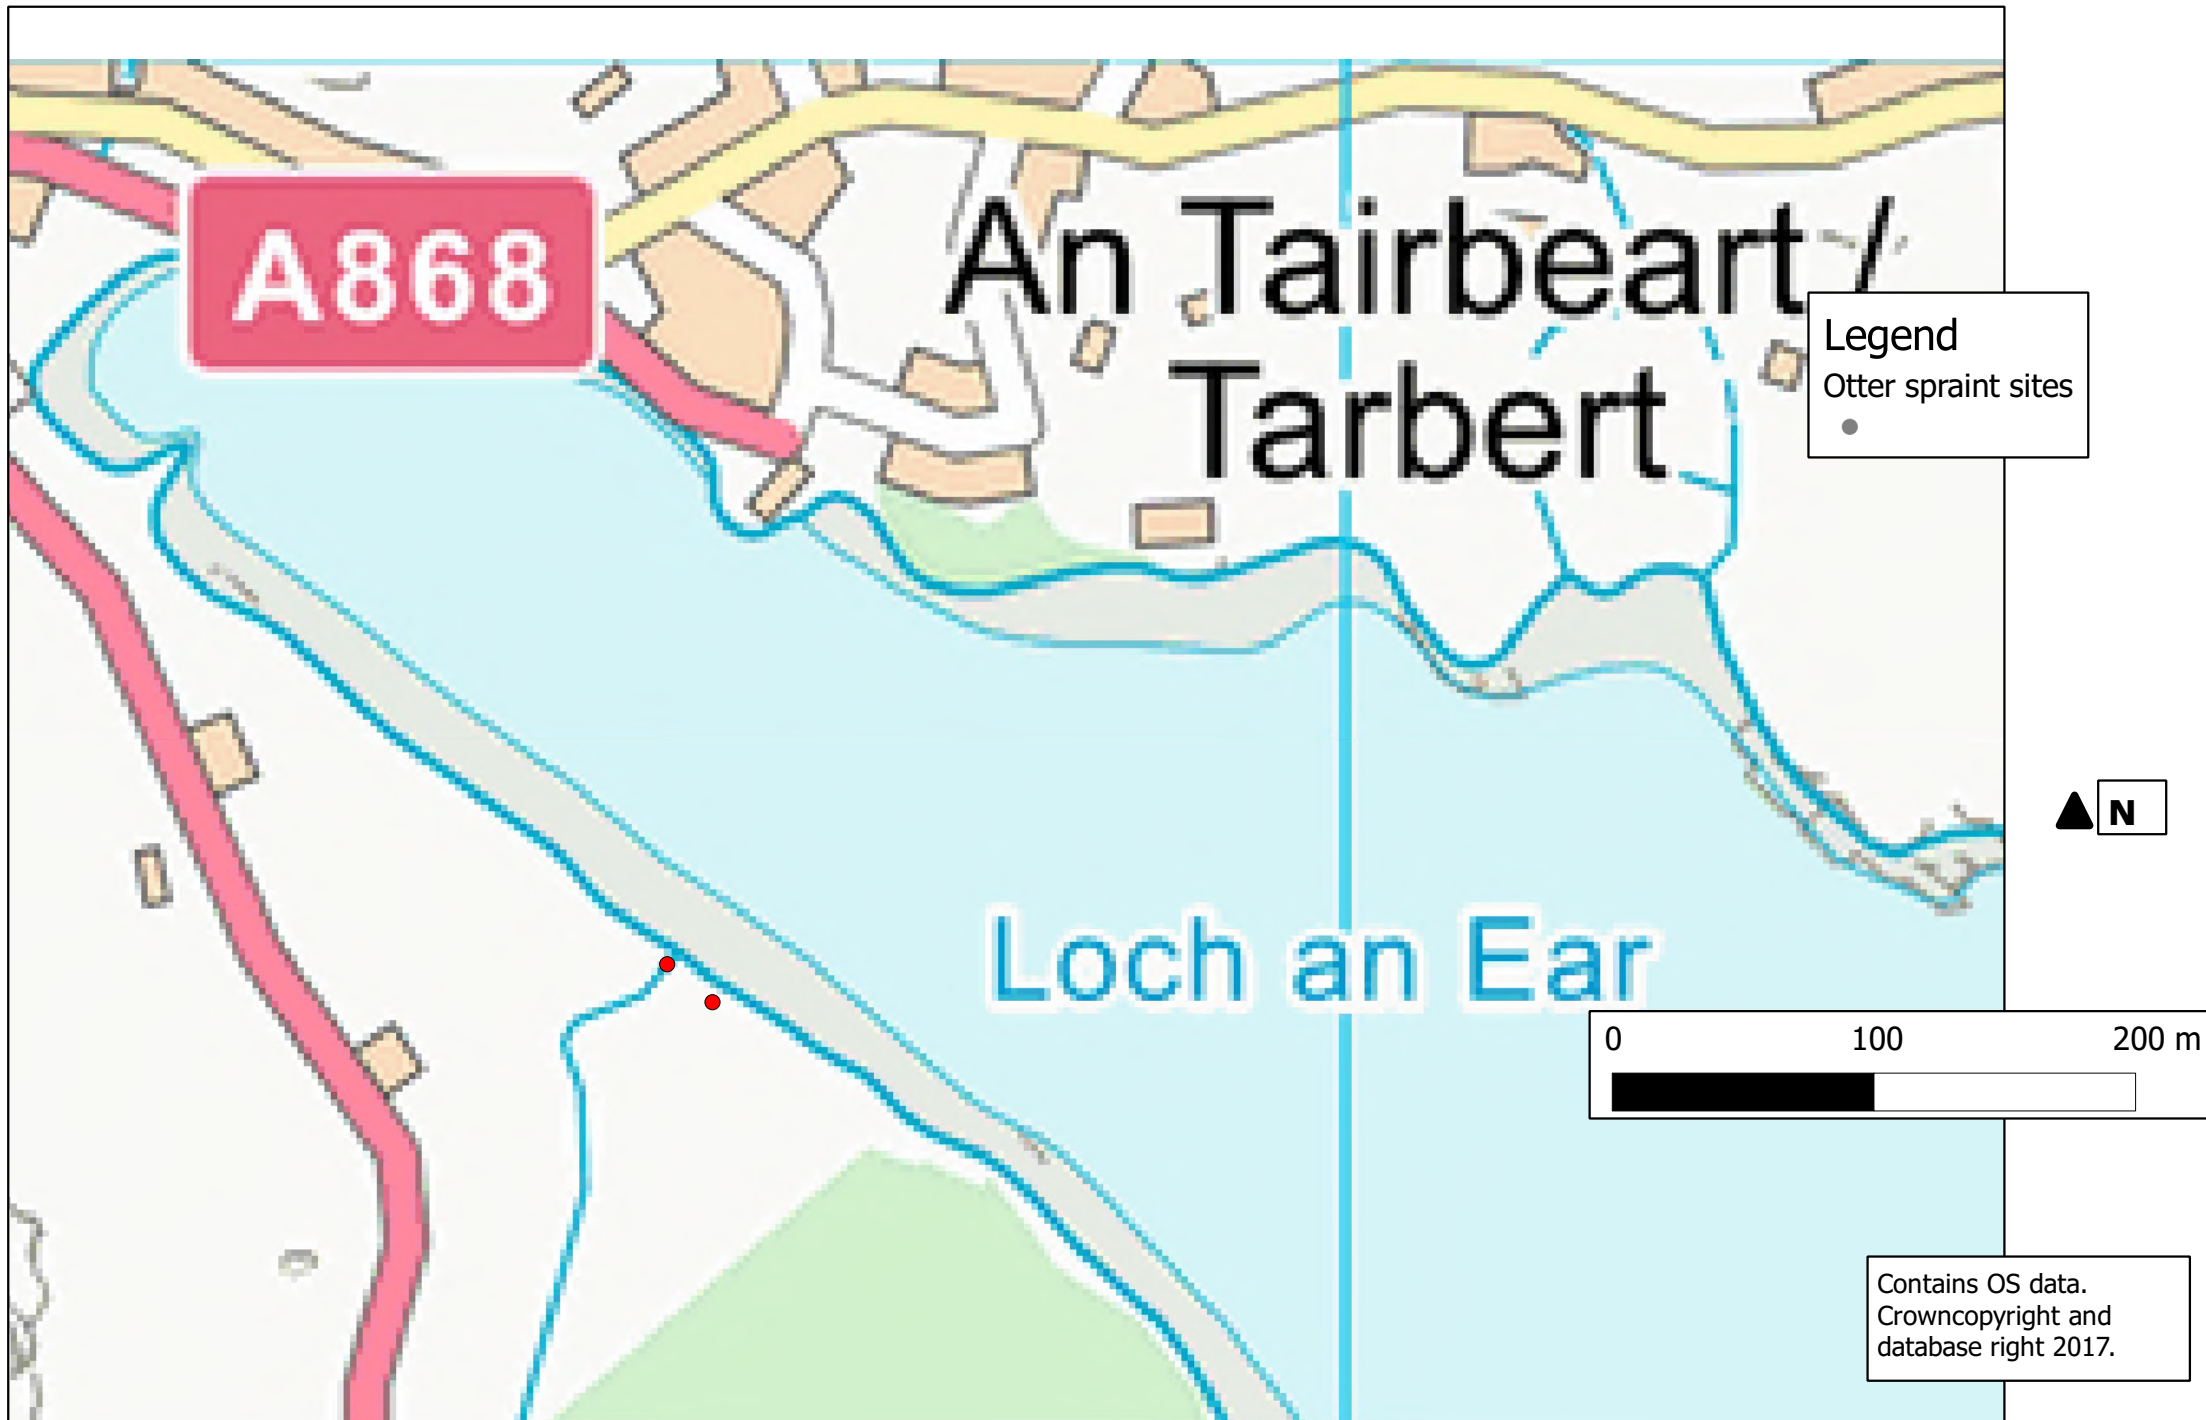 A868
An Tairbeart /
Tarbert
Legend
Otter spraint sites
N
Loch an Ear
0 100 200 m
Contains OS data.
Crowncopyright and
database right 2017.